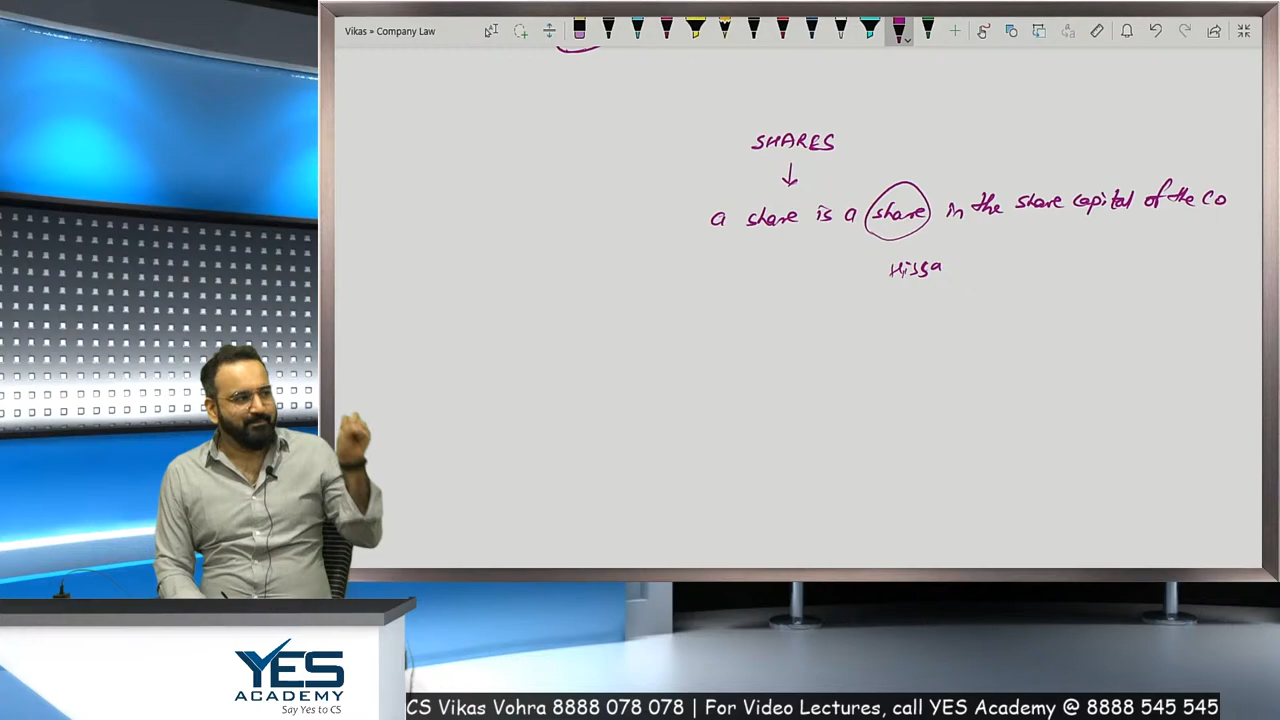 Vikas » Company Law
SHARES
a share is a share in the share capital of the Co
Hissa
YES
ACADEMY
Say Yes to CS
CS Vikas Vohra 8888 078 078 | For Video Lectures, call YES Academy @ 8888 545 545